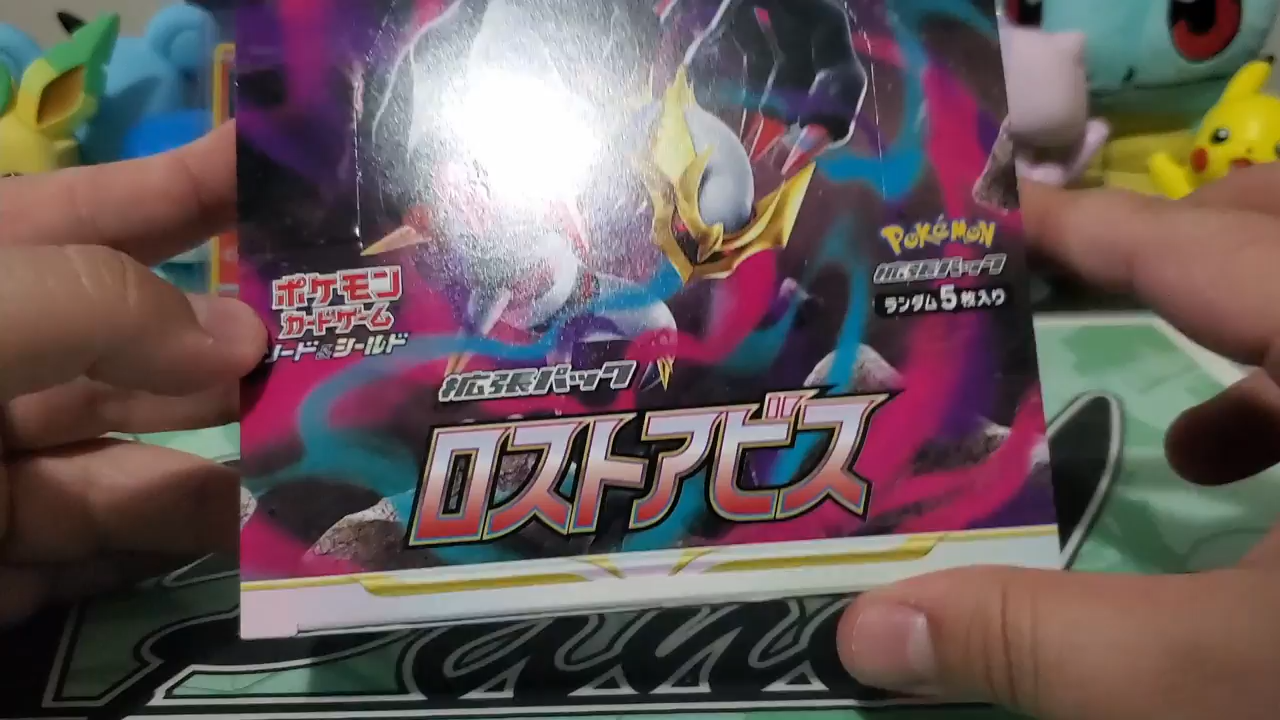 ポケモン
カードゲーム
ソード&シールド
Pokémon
拡張パック
ランダム5枚入り
拡張パック
ロストアビス